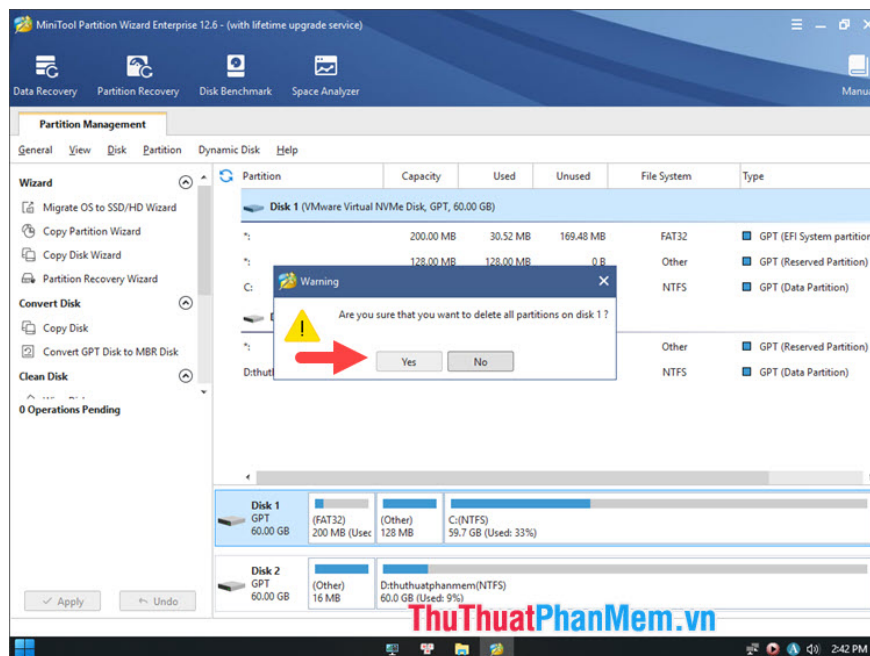 MiniTool Partition Wizard Enterprise 12.6 - (with lifetime upgrade service)
Data Recovery Partition Recovery Disk Benchmark Space Analyzer Manua
Partition Management
General View Disk Partition Dynamic Disk Help
Wizard
Migrate OS to SSD/HD Wizard
Copy Partition Wizard
Copy Disk Wizard
Partition Recovery Wizard
Convert Disk
Copy Disk
Convert GPT Disk to MBR Disk
Clean Disk
0 Operations Pending
Apply Undo
Partition Capacity Used Unused File System Type
Disk 1 (VMware Virtual NVMe Disk, GPT, 60.00 GB)
*: 200.00 MB 30.52 MB 169.48 MB FAT32 GPT (EFI System partition
*: 128.00 MB 128.00 MB 0 B Other GPT (Reserved Partition)
C: NTFS GPT (Data Partition)
*: Other GPT (Reserved Partition)
D:thuth NTFS GPT (Data Partition)
Warning
Are you sure that you want to delete all partitions on disk 1 ?
Yes No
Disk 1
GPT
60.00 GB
(FAT32)
200 MB (Used
(Other)
128 MB
C:(NTFS)
59.7 GB (Used: 33%)
Disk 2
GPT
60.00 GB
(Other)
16 MB
D:thuthuatphanmem(NTFS)
60.0 GB (Used: 9%)
ThuThuatPhanMem.vn
2:42 PM